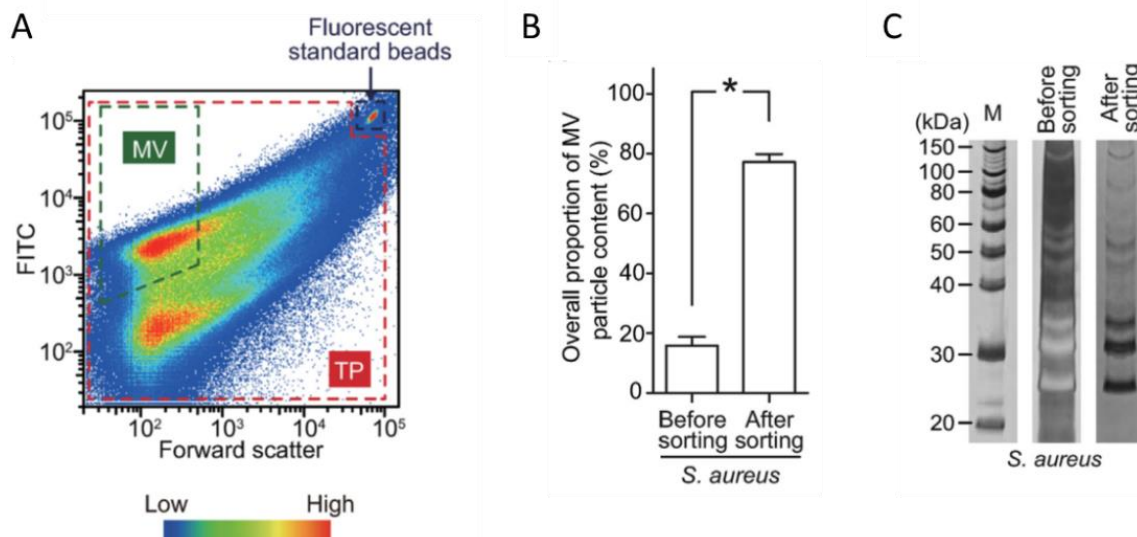 A
Fluorescent
standard beads
10⁵
10⁴
10³
10²
FITC
MV
TP
10² 10³ 10⁴ 10⁵
Forward scatter
Low High
B
*
Overall proportion of MV
particle content (%)
100
80
60
40
20
0
Before
sorting
After
sorting
S. aureus
C
(kDa)
M
Before
sorting
After
sorting
150
100
80
60
50
40
30
20
S. aureus